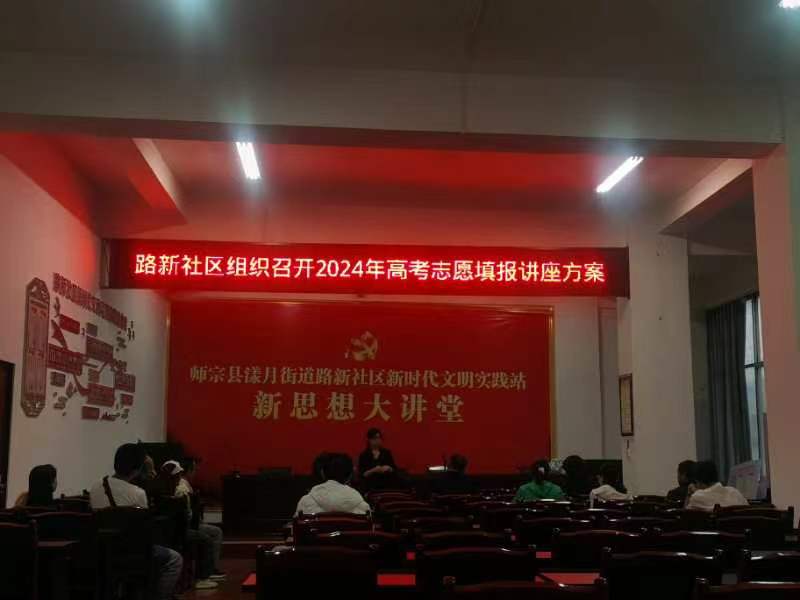 路新社区组织召开2024年高考志愿填报讲座方案
师宗县漾月街道路新社区新时代文明实践站
新思想大讲堂